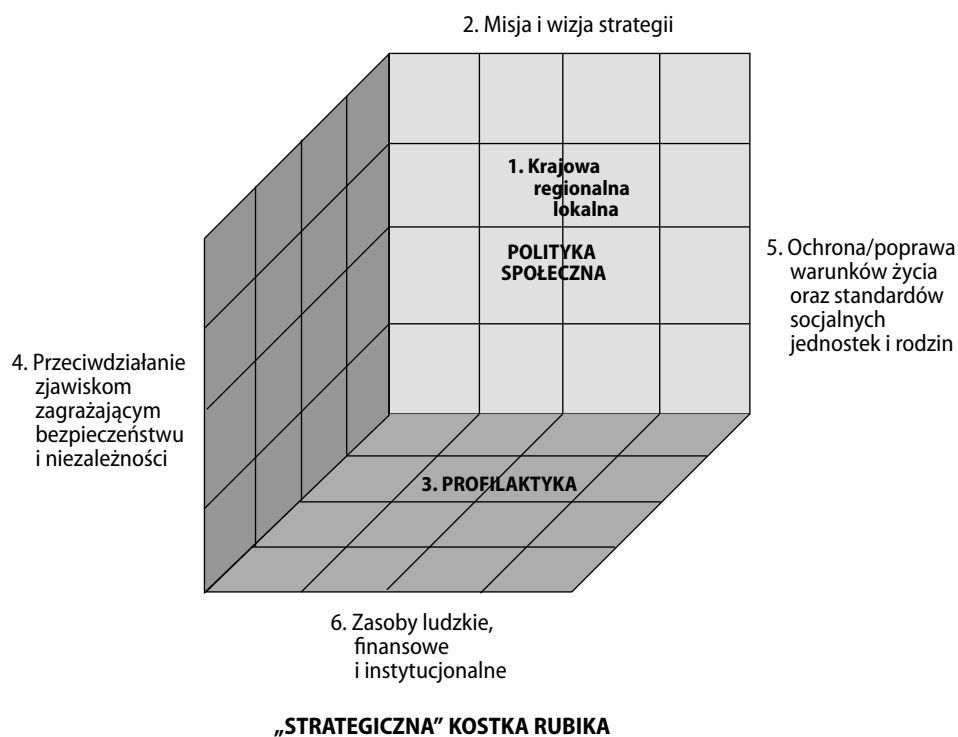 2. Misja i wizja strategii
1. Krajowa
regionalna
lokalna
POLITYKA
SPOŁECZNA
5. Ochrona/poprawa
warunków życia
oraz standardów
socjalnych
jednostek i rodzin
4. Przeciwdziałanie
zjawiskom
zagrażającym
bezpieczeństwu
i niezależności
3. PROFILAKTYKA
6. Zasoby ludzkie,
finansowe
i instytucjonalne
„STRATEGICZNA” KOSTKA RUBIKA